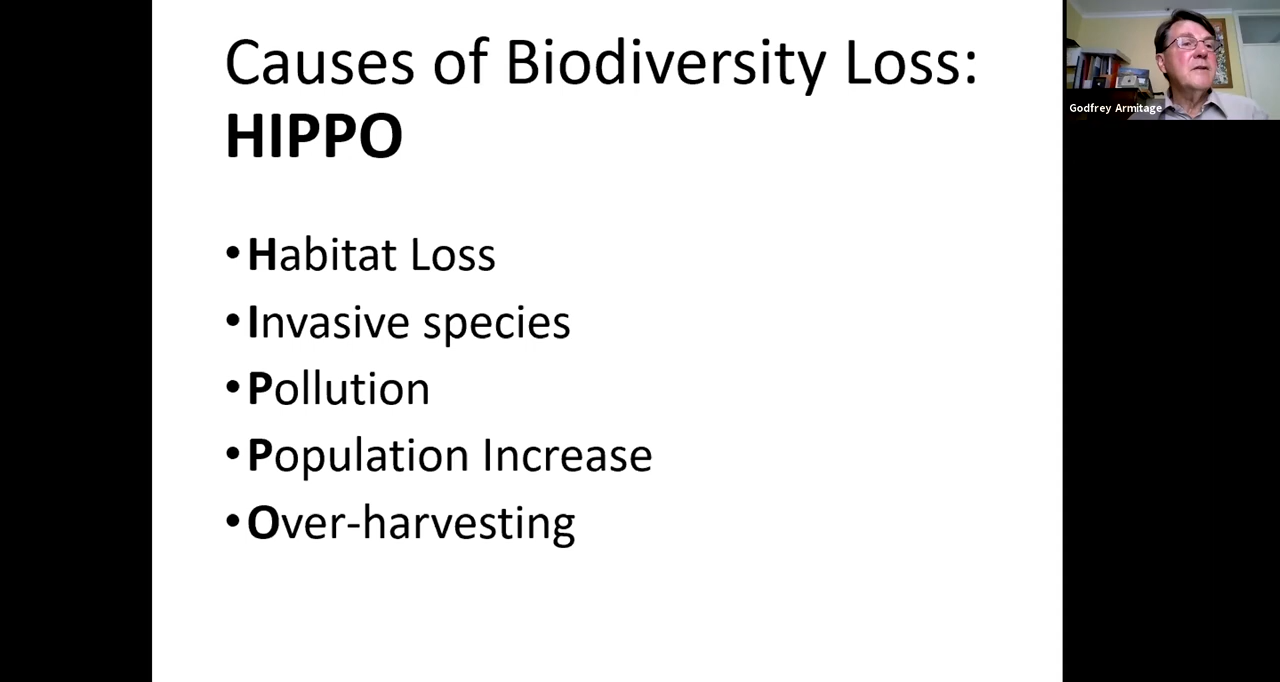 Causes of Biodiversity Loss:
HIPPO
• Habitat Loss
• Invasive species
• Pollution
• Population Increase
• Over-harvesting
Godfrey Armitage